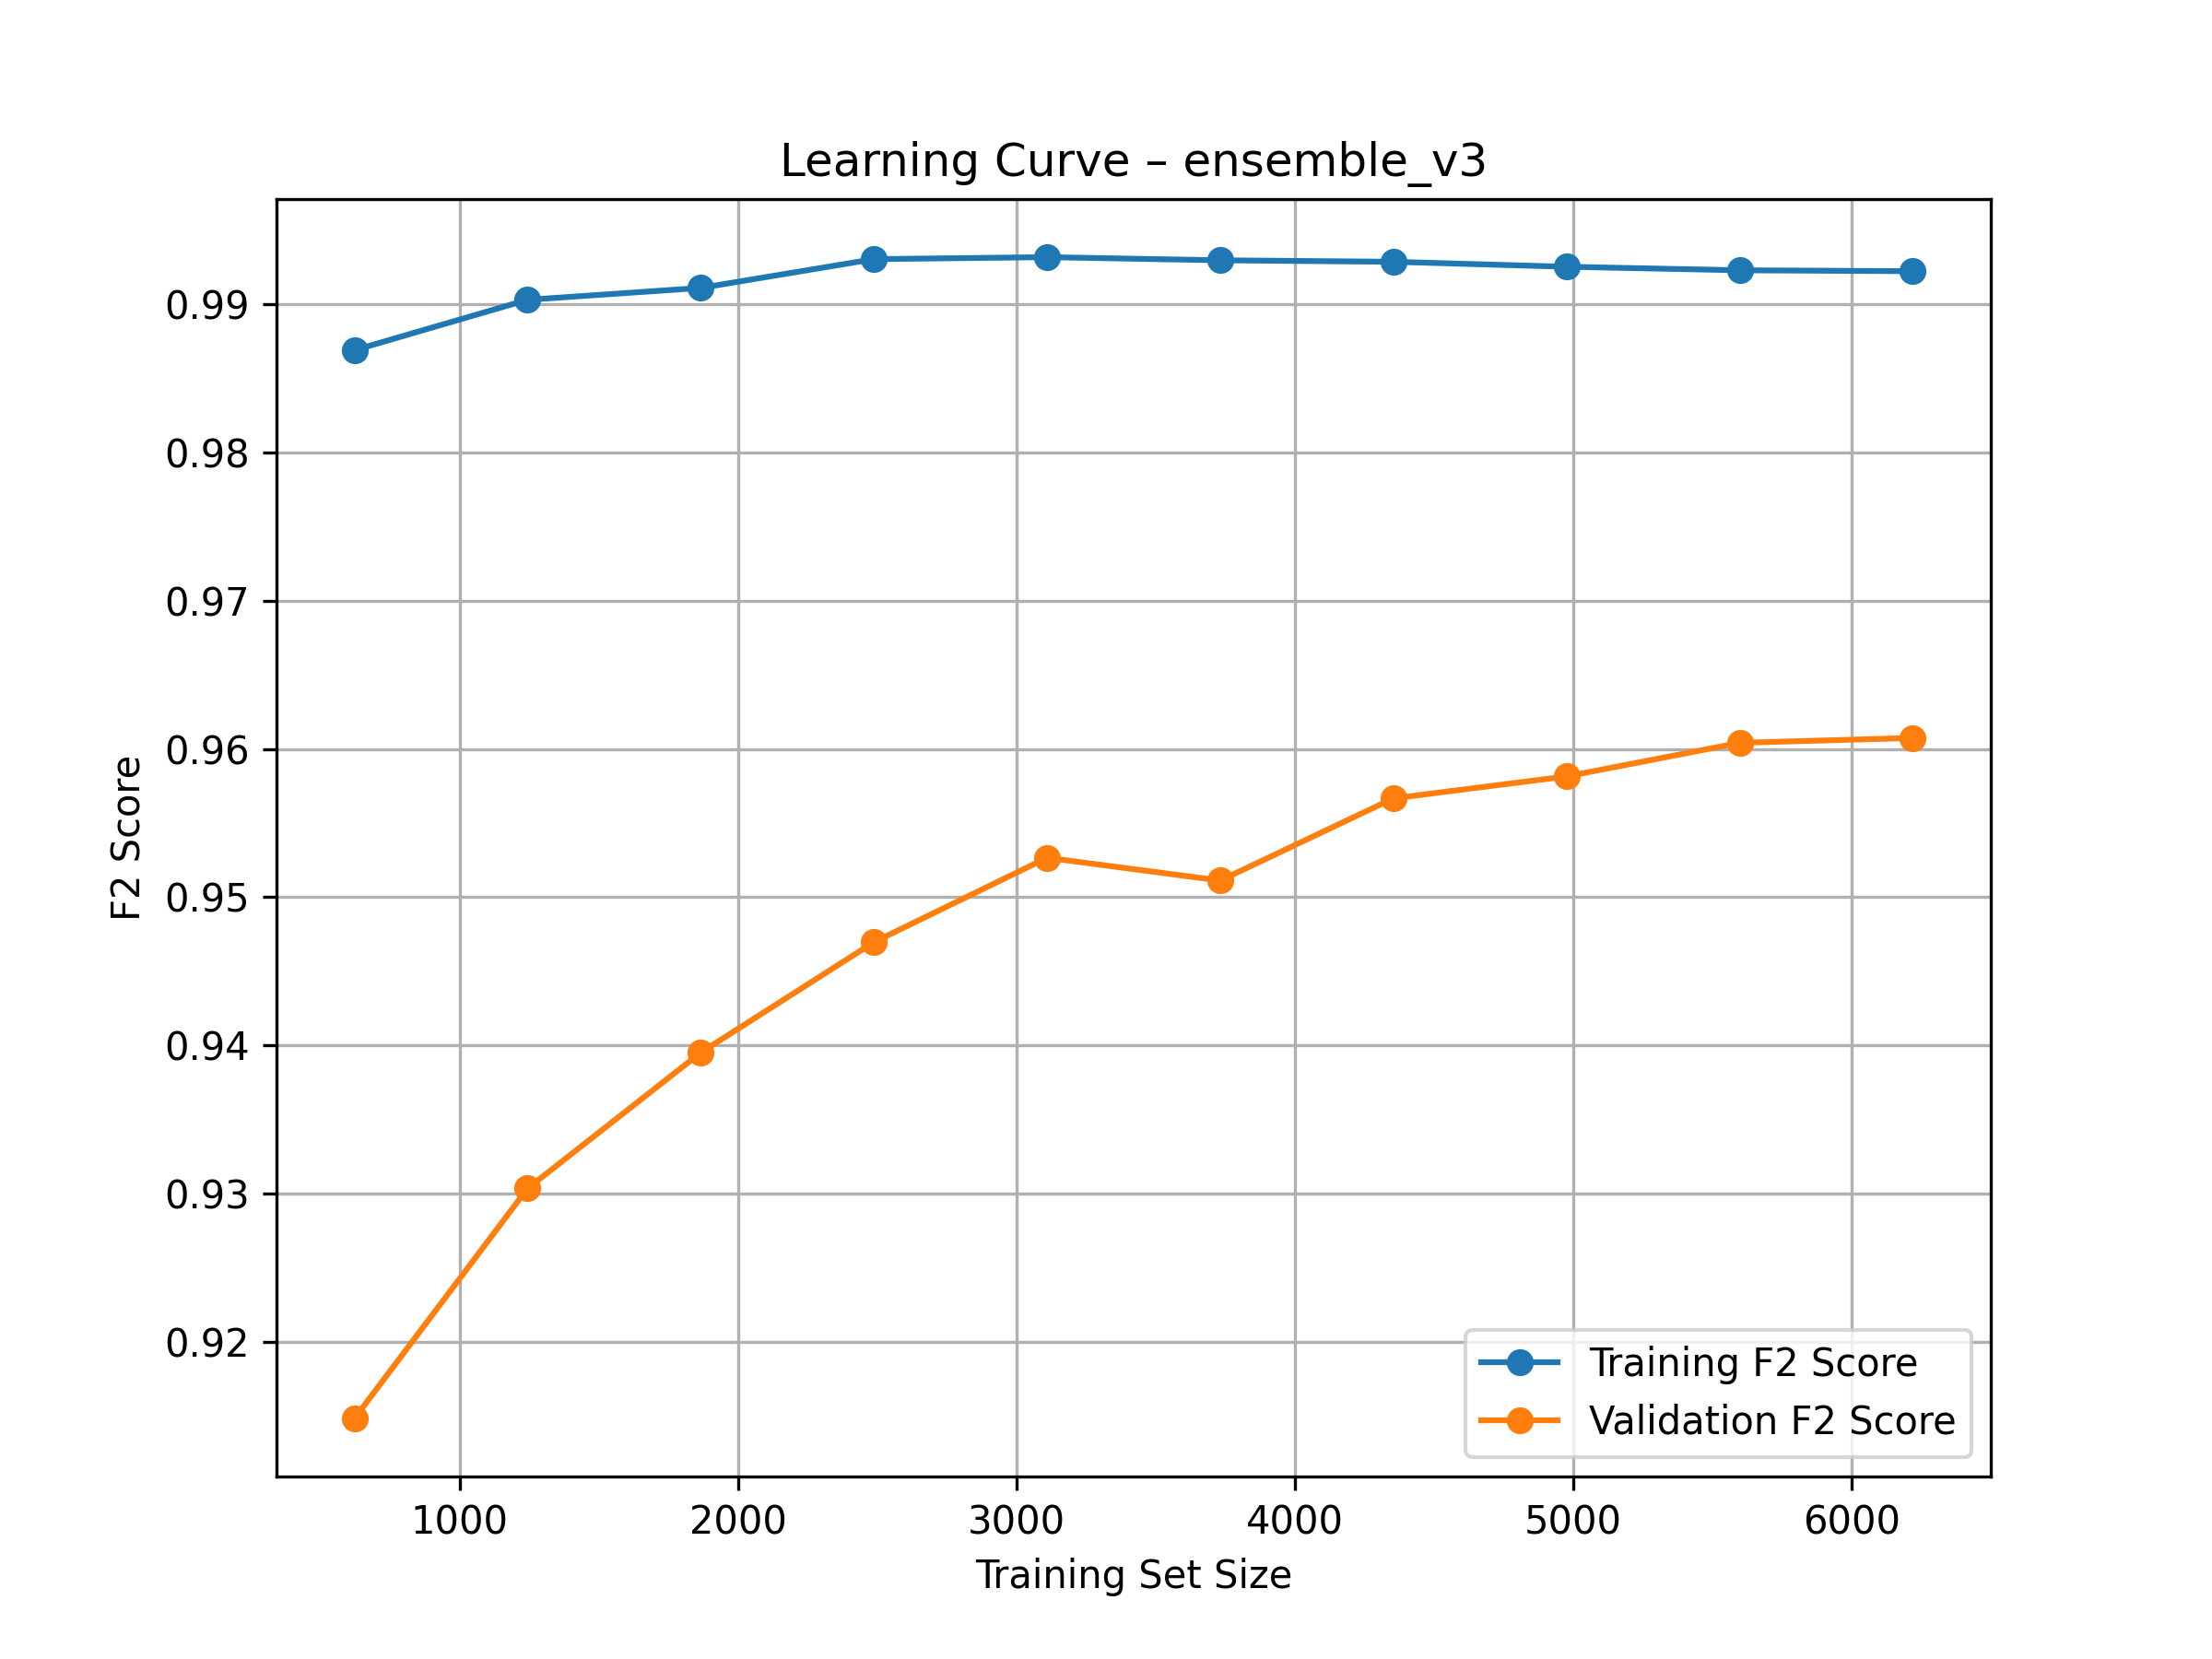 Learning Curve – ensemble_v3
0.99
0.98
0.97
0.96
0.95
0.94
0.93
0.92
F2 Score
Training F2 Score
Validation F2 Score
1000 2000 3000 4000 5000 6000
Training Set Size